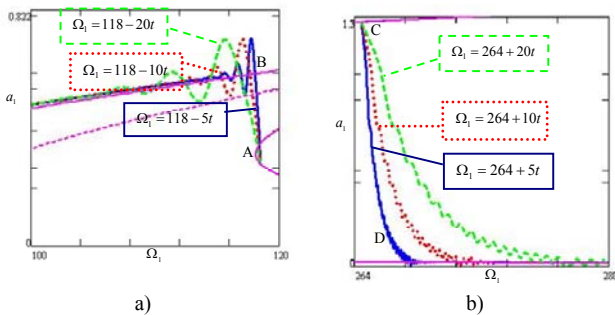 0.822
Ω₁ = 118 − 20t
Ω₁ = 118 − 10t
B
a₁
Ω₁ = 118 − 5t
A
0
100
Ω₁
120
a)
1.5
C
Ω₁ = 264 + 20t
a₁
Ω₁ = 264 + 10t
Ω₁ = 264 + 5t
D
0
264
Ω₁
b)